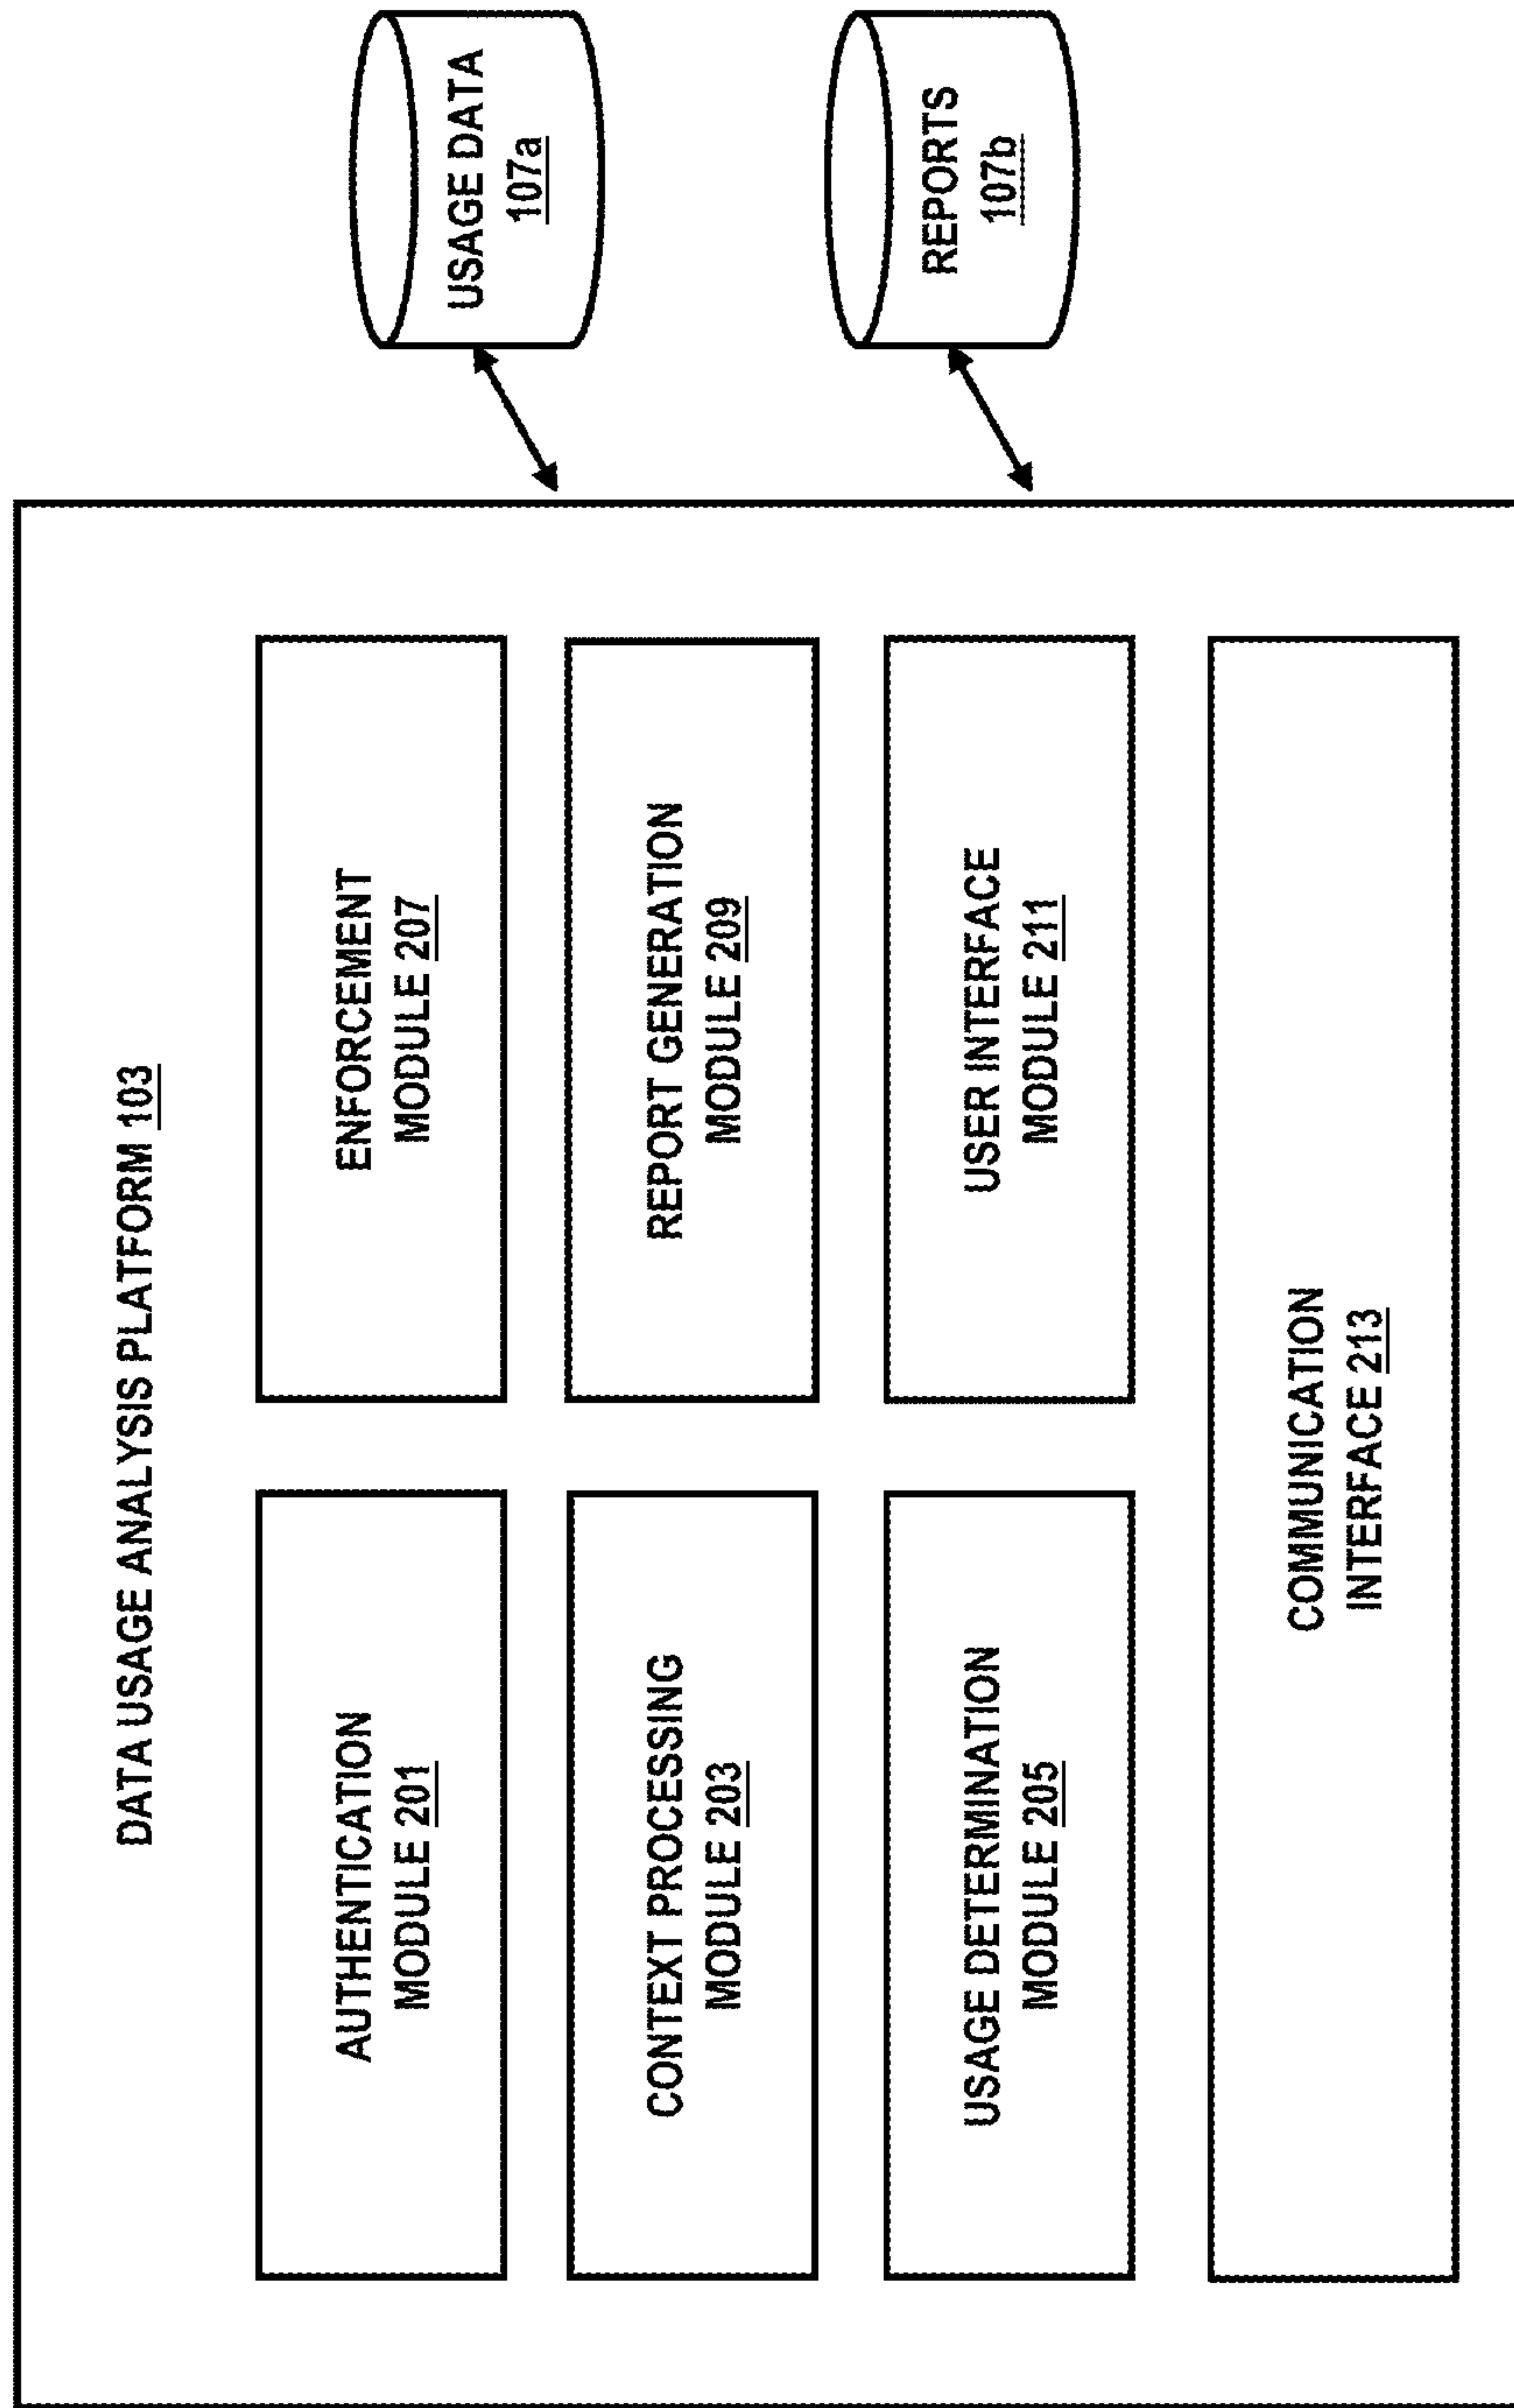 DATA USAGE ANALYSIS PLATFORM 103
AUTHENTICATION
MODULE 201
ENFORCEMENT
MODULE 207
CONTEXT PROCESSING
MODULE 203
REPORT GENERATION
MODULE 209
USAGE DETERMINATION
MODULE 205
USER INTERFACE
MODULE 211
COMMUNICATION
INTERFACE 213
USAGE DATA
107a
REPORTS
107b